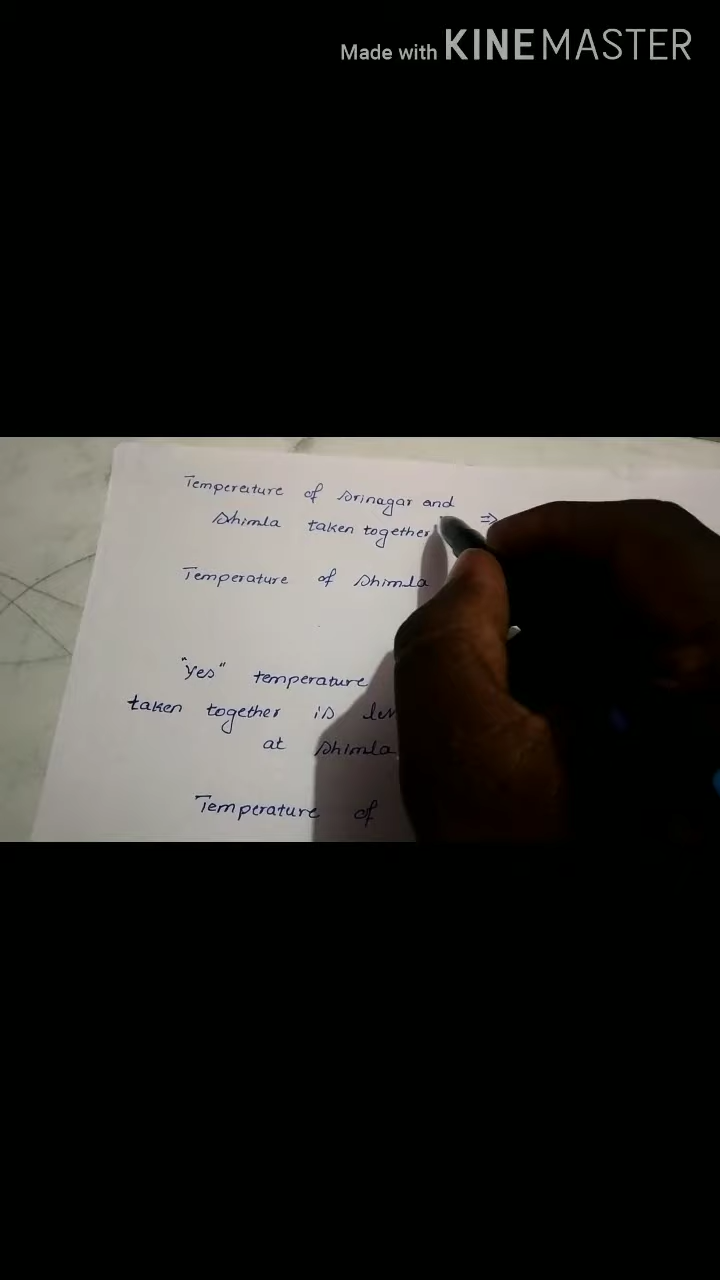 Made with KINEMASTER
Temperature of Srinagar and
Shimla taken together ⇒
Temperature of Shimla
"yes" temperature
taken together is
at Shimla
Temperature of